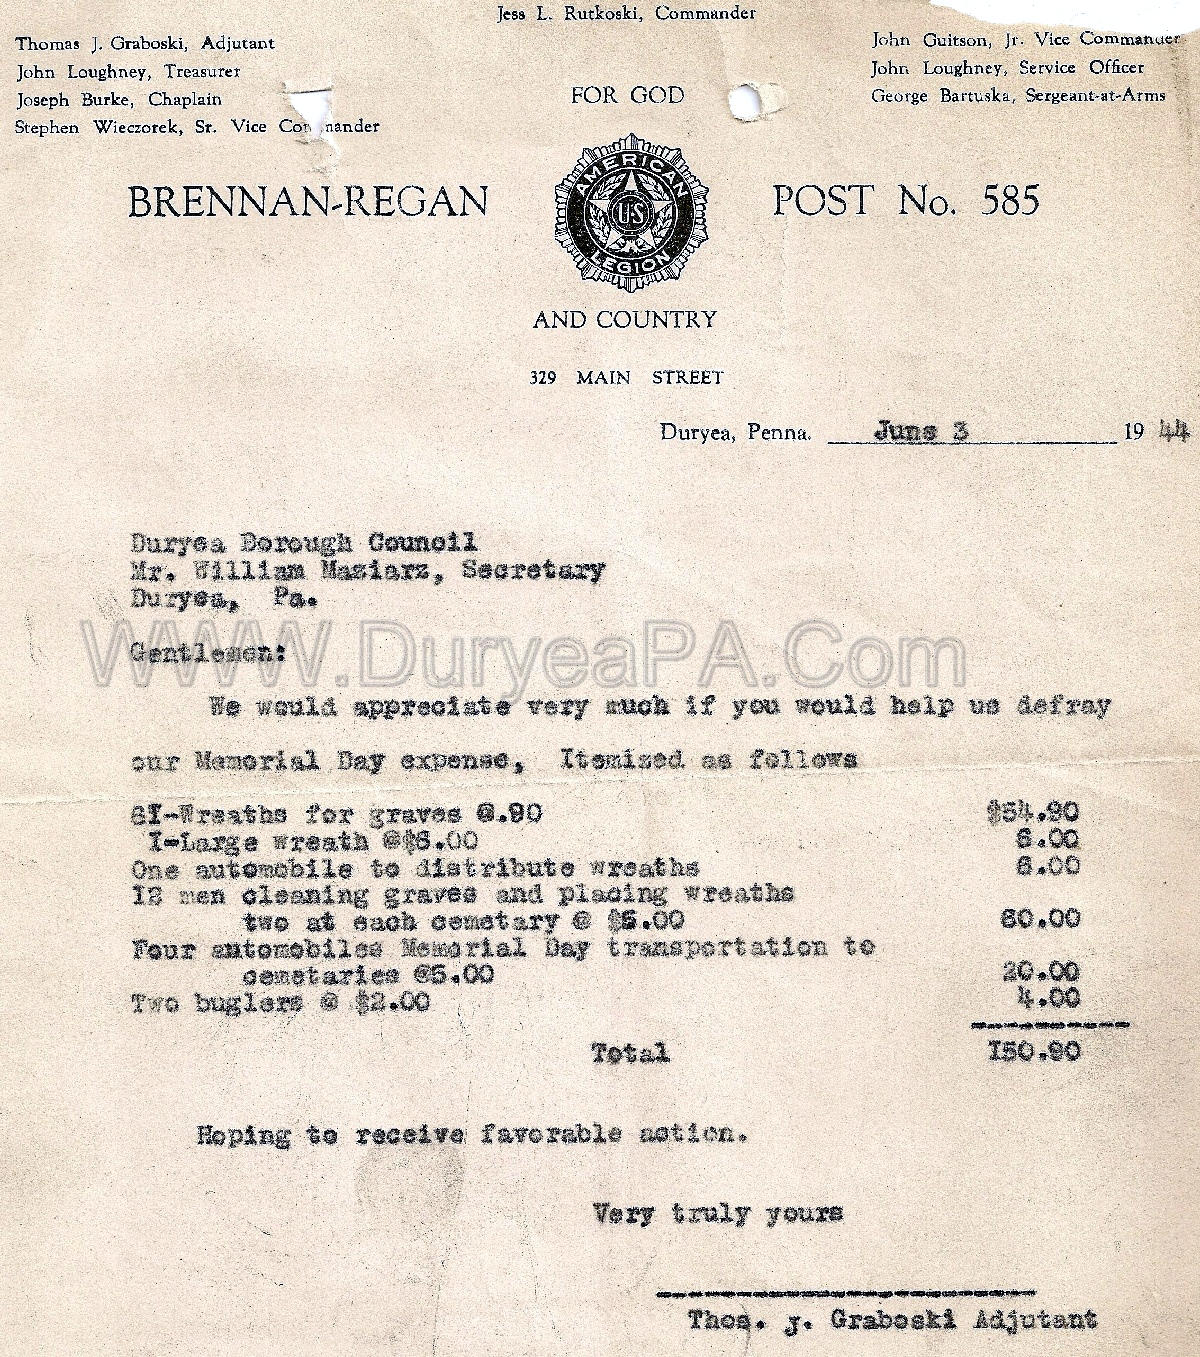 Jess L. Rutkoski, Commander
Thomas J. Graboski, Adjutant
John Loughney, Treasurer
Joseph Burke, Chaplain
Stephen Wieczorek, Sr. Vice Commander
John Guitson, Jr. Vice Commander
John Loughney, Service Officer
George Bartuska, Sergeant-at-Arms
FOR GOD
BRENNAN-REGAN
AMERICAN
US
LEGION
POST No. 585
AND COUNTRY
329 MAIN STREET
Duryea, Penna. June 3 1944
Duryea Borough Council
Mr. William Maziarz, Secretary
Duryea, Pa.
WWW.DuryeaPA.Com
Gentlemen:
We would appreciate very much if you would help us defray
our Memorial Day expense, Itemized as follows
6I-Wreaths for graves @.90 $54.90
I-Large wreath @$6.00 6.00
One automobile to distribute wreaths 6.00
I2 men cleaning graves and placing wreaths
two at each cemetary @ $5.00 60.00
Four automobiles Memorial Day transportation to
cemetaries @5.00 20.00
Two buglers @ $2.00 4.00
Total I50.90
Hoping to receive favorable action.
Very truly yours
Thos. J. Graboski Adjutant